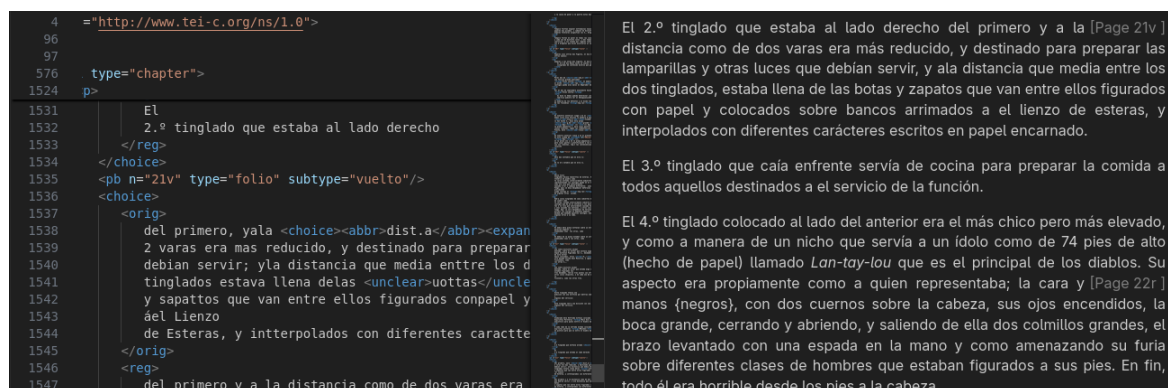 4 ="http://www.tei-c.org/ns/1.0">
96
97
576 type="chapter">
1524 p>
1531 El
1532 2.º tinglado que estaba al lado derecho
1533 </reg>
1534 </choice>
1535 <pb n="21v" type="folio" subtype="vuelto"/>
1536 <choice>
1537 <orig>
1538 del primero, yala <choice><abbr>dist.a</abbr><expan
1539 2 varas era mas reducido, y destinado para preparar
1540 debian servir; yla distancia que media enttre los d
1541 tinglados estava llena delas <unclear>uottas</uncle
1542 y sapattos que van entre ellos figurados conpapel y
1543 áel Lienzo
1544 de Esteras, y intterpolados con diferentes caractte
1545 </orig>
1546 <reg>
1547 del primero y a la distancia como de dos varas era
El 2.º tinglado que estaba al lado derecho del primero y a la [Page 21v ]
distancia como de dos varas era más reducido, y destinado para preparar las
lamparillas y otras luces que debían servir, y ala distancia que media entre los
dos tinglados, estaba llena de las botas y zapatos que van entre ellos figurados
con papel y colocados sobre bancos arrimados a el lienzo de esteras, y
interpolados con diferentes carácteres escritos en papel encarnado.
El 3.º tinglado que caía enfrente servía de cocina para preparar la comida a
todos aquellos destinados a el servicio de la función.
El 4.º tinglado colocado al lado del anterior era el más chico pero más elevado,
y como a manera de un nicho que servía a un ídolo como de 74 pies de alto
(hecho de papel) llamado Lan-tay-lou que es el principal de los diablos. Su
aspecto era propiamente como a quien representaba; la cara y [Page 22r ]
manos {negros}, con dos cuernos sobre la cabeza, sus ojos encendidos, la
boca grande, cerrando y abriendo, y saliendo de ella dos colmillos grandes, el
brazo levantado con una espada en la mano y como amenazando su furia
sobre diferentes clases de hombres que estaban figurados a sus pies. En fin,
todo él era horrible desde los pies a la cabeza.